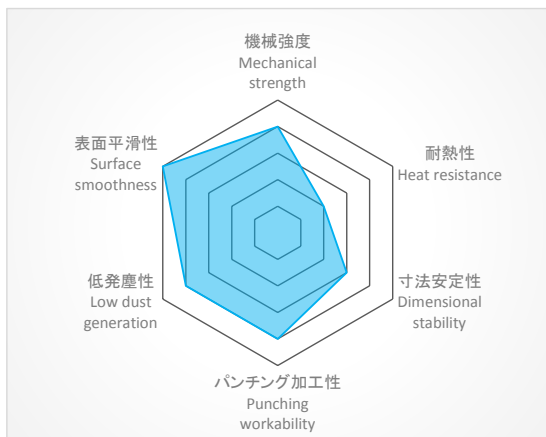 機械強度
Mechanical
strength
耐熱性
Heat resistance
寸法安定性
Dimensional
stability
パンチング加工性
Punching
workability
低発塵性
Low dust
generation
表面平滑性
Surface
smoothness